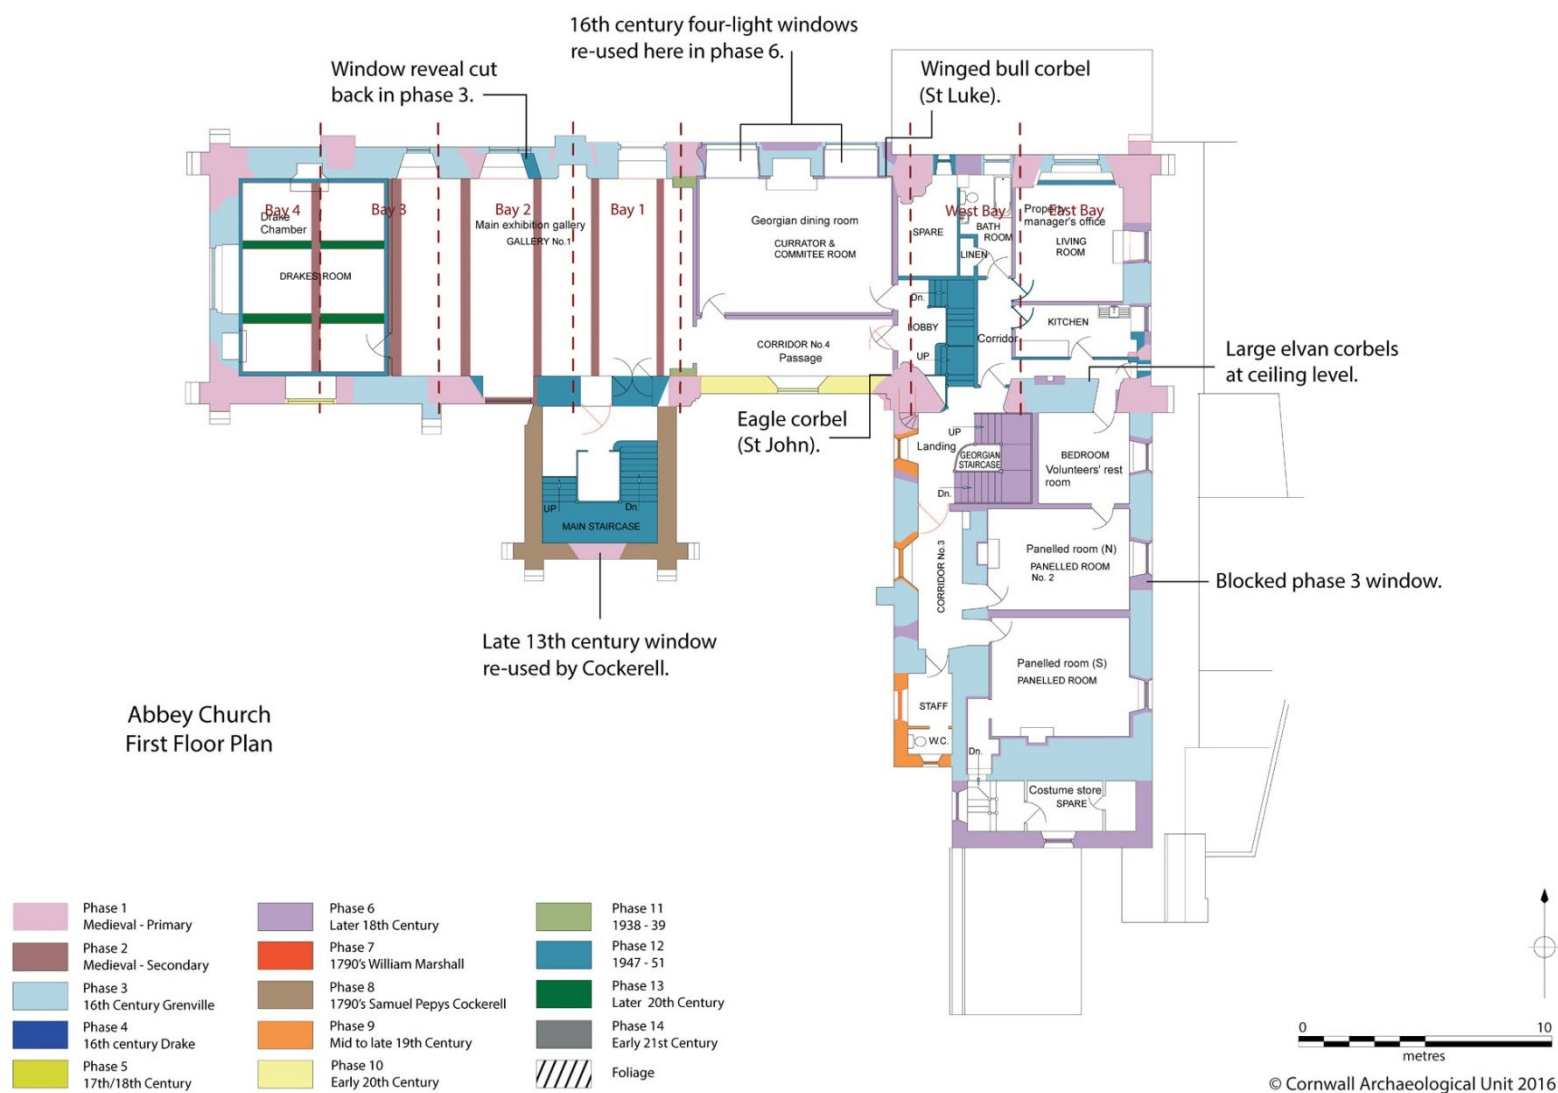 16th century four-light windows
re-used here in phase 6.
Window reveal cut
back in phase 3.
Winged bull corbel
(St Luke).
Bay 4
Bay 3
Bay 2
Bay 1
West Bay
East Bay
Drake
Chamber
DRAKES ROOM
Main exhibition gallery
GALLERY No.1
Georgian dining room
CURRATOR &
COMMITEE ROOM
SPARE
BATH
ROOM
LINEN
Property
manager's office
LIVING
ROOM
Dn.
LOBBY
UP
Corridor
KITCHEN
CORRIDOR No.4
Passage
Large elvan corbels
at ceiling level.
Eagle corbel
(St John).
UP
Landing
GEORGIAN
STAIRCASE
Dn.
BEDROOM
Volunteers' rest
room
UP
Dn.
MAIN STAIRCASE
CORRIDOR No.3
Panelled room (N)
PANELLED ROOM
No. 2
Blocked phase 3 window.
Late 13th century window
re-used by Cockerell.
Panelled room (S)
PANELLED ROOM
STAFF
W.C.
Dn.
Costume store
SPARE
Abbey Church
First Floor Plan
Phase 1
Medieval - Primary
Phase 2
Medieval - Secondary
Phase 3
16th Century Grenville
Phase 4
16th century Drake
Phase 5
17th/18th Century
Phase 6
Later 18th Century
Phase 7
1790's William Marshall
Phase 8
1790's Samuel Pepys Cockerell
Phase 9
Mid to late 19th Century
Phase 10
Early 20th Century
Phase 11
1938 - 39
Phase 12
1947 - 51
Phase 13
Later 20th Century
Phase 14
Early 21st Century
Foliage
0 10
metres
© Cornwall Archaeological Unit 2016